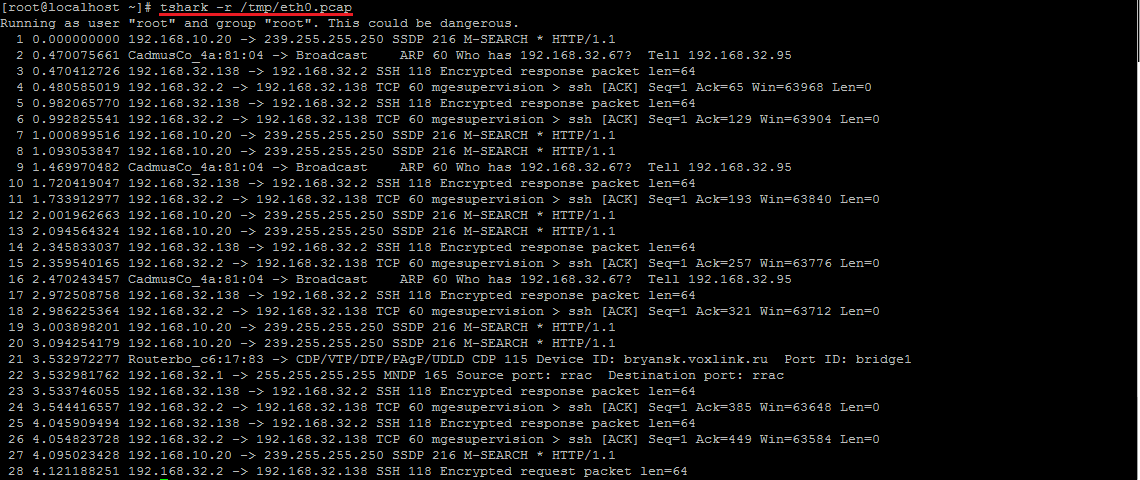 [root@localhost ~]# tshark -r /tmp/eth0.pcap
Running as user "root" and group "root". This could be dangerous.
1 0.000000000 192.168.10.20 -> 239.255.255.250 SSDP 216 M-SEARCH * HTTP/1.1
2 0.470075661 CadmusCo_4a:81:04 -> Broadcast    ARP 60 Who has 192.168.32.67?  Tell 192.168.32.95
3 0.470412726 192.168.32.138 -> 192.168.32.2 SSH 118 Encrypted response packet len=64
4 0.480585019 192.168.32.2 -> 192.168.32.138 TCP 60 mgesupervision > ssh [ACK] Seq=1 Ack=65 Win=63968 Len=0
5 0.982065770 192.168.32.138 -> 192.168.32.2 SSH 118 Encrypted response packet len=64
6 0.992825541 192.168.32.2 -> 192.168.32.138 TCP 60 mgesupervision > ssh [ACK] Seq=1 Ack=129 Win=63904 Len=0
7 1.000899516 192.168.10.20 -> 239.255.255.250 SSDP 216 M-SEARCH * HTTP/1.1
8 1.093053847 192.168.10.20 -> 239.255.255.250 SSDP 216 M-SEARCH * HTTP/1.1
9 1.469970482 CadmusCo_4a:81:04 -> Broadcast    ARP 60 Who has 192.168.32.67?  Tell 192.168.32.95
10 1.720419047 192.168.32.138 -> 192.168.32.2 SSH 118 Encrypted response packet len=64
11 1.733912977 192.168.32.2 -> 192.168.32.138 TCP 60 mgesupervision > ssh [ACK] Seq=1 Ack=193 Win=63840 Len=0
12 2.001962663 192.168.10.20 -> 239.255.255.250 SSDP 216 M-SEARCH * HTTP/1.1
13 2.094564324 192.168.10.20 -> 239.255.255.250 SSDP 216 M-SEARCH * HTTP/1.1
14 2.345833037 192.168.32.138 -> 192.168.32.2 SSH 118 Encrypted response packet len=64
15 2.359540165 192.168.32.2 -> 192.168.32.138 TCP 60 mgesupervision > ssh [ACK] Seq=1 Ack=257 Win=63776 Len=0
16 2.470243457 CadmusCo_4a:81:04 -> Broadcast    ARP 60 Who has 192.168.32.67?  Tell 192.168.32.95
17 2.972508758 192.168.32.138 -> 192.168.32.2 SSH 118 Encrypted response packet len=64
18 2.986225364 192.168.32.2 -> 192.168.32.138 TCP 60 mgesupervision > ssh [ACK] Seq=1 Ack=321 Win=63712 Len=0
19 3.003898201 192.168.10.20 -> 239.255.255.250 SSDP 216 M-SEARCH * HTTP/1.1
20 3.094254179 192.168.10.20 -> 239.255.255.250 SSDP 216 M-SEARCH * HTTP/1.1
21 3.532972277 Routerbo_c6:17:83 -> CDP/VTP/DTP/PAgP/UDLD CDP 115 Device ID: bryansk.voxlink.ru  Port ID: bridge1
22 3.532981762 192.168.32.1 -> 255.255.255.255 MNDP 165 Source port: rrac  Destination port: rrac
23 3.533746055 192.168.32.138 -> 192.168.32.2 SSH 118 Encrypted response packet len=64
24 3.544416557 192.168.32.2 -> 192.168.32.138 TCP 60 mgesupervision > ssh [ACK] Seq=1 Ack=385 Win=63648 Len=0
25 4.045909494 192.168.32.138 -> 192.168.32.2 SSH 118 Encrypted response packet len=64
26 4.054823728 192.168.32.2 -> 192.168.32.138 TCP 60 mgesupervision > ssh [ACK] Seq=1 Ack=449 Win=63584 Len=0
27 4.095023428 192.168.10.20 -> 239.255.255.250 SSDP 216 M-SEARCH * HTTP/1.1
28 4.121188251 192.168.32.2 -> 192.168.32.138 SSH 118 Encrypted request packet len=64